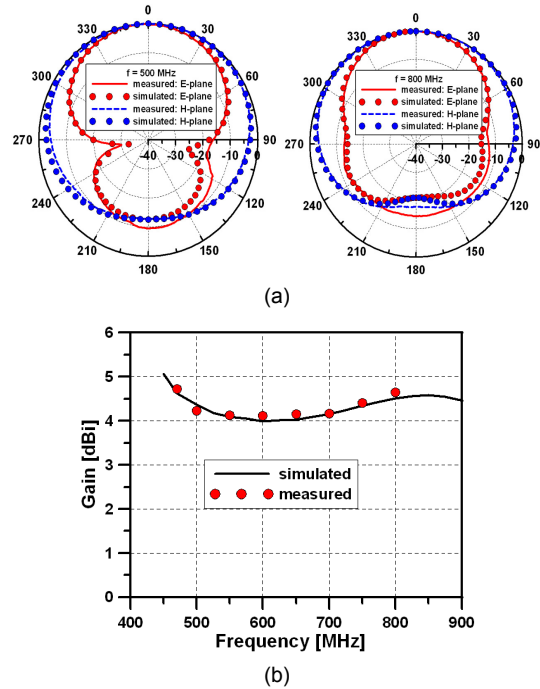 0
330
30
300
60
270
90
240
120
210
150
180
-40 -30 -20 -10 0
f = 500 MHz
measured: E-plane
simulated: E-plane
measured: H-plane
simulated: H-plane
0
330
30
300
60
270
90
240
120
210
150
180
-40 -30 -20 -10 0
f = 800 MHz
measured: E-plane
simulated: E-plane
measured: H-plane
simulated: H-plane
(a)
6
5
4
3
2
1
0
Gain [dBi]
simulated
measured
400 500 600 700 800 900
Frequency [MHz]
(b)